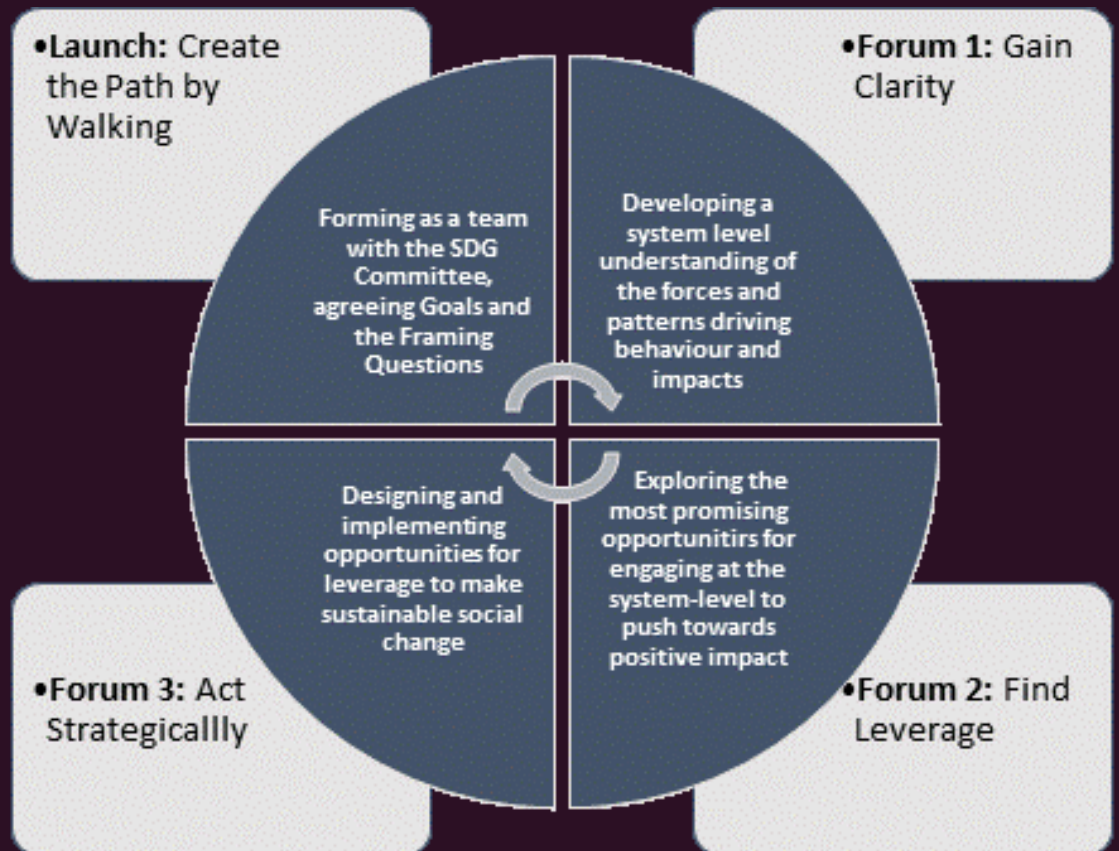 •Launch: Create
the Path by
Walking
•Forum 1: Gain
Clarity
Forming as a team
with the SDG
Committee,
agreeing Goals and
the Framing
Questions
Developing a
system level
understanding of
the forces and
patterns driving
behaviour and
impacts
Designing and
implementing
opportunities for
leverage to make
sustainable social
change
Exploring the
most promising
opportunitirs for
engaging at the
system-level to
push towards
positive impact
•Forum 3: Act
Strategicallly
•Forum 2: Find
Leverage